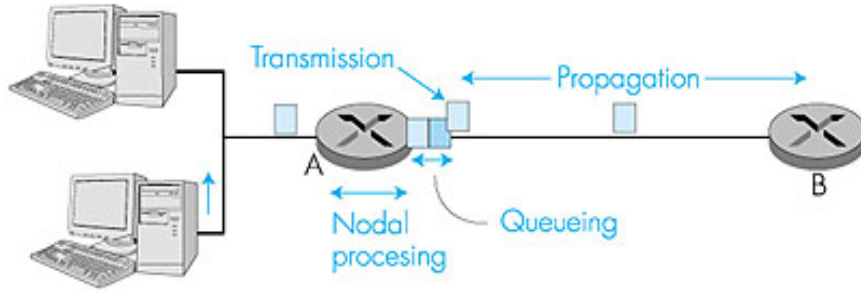 Transmission
Propagation
A
B
Nodal
procesing
Queueing